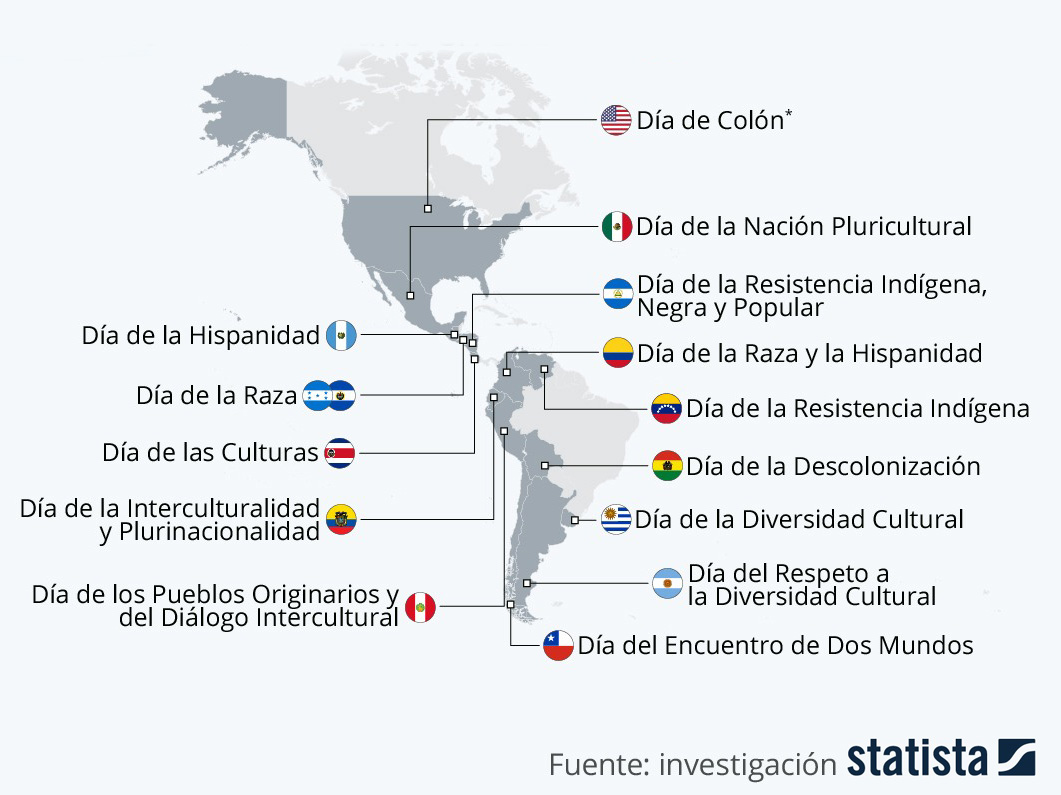 Día de Colón*
Día de la Nación Pluricultural
Día de la Resistencia Indígena,
Negra y Popular
Día de la Hispanidad
Día de la Raza y la Hispanidad
Día de la Raza
Día de la Resistencia Indígena
Día de las Culturas
Día de la Descolonización
Día de la Interculturalidad
y Plurinacionalidad
Día de la Diversidad Cultural
Día del Respeto a
la Diversidad Cultural
Día de los Pueblos Originarios y
del Diálogo Intercultural
Día del Encuentro de Dos Mundos
Fuente: investigación statista